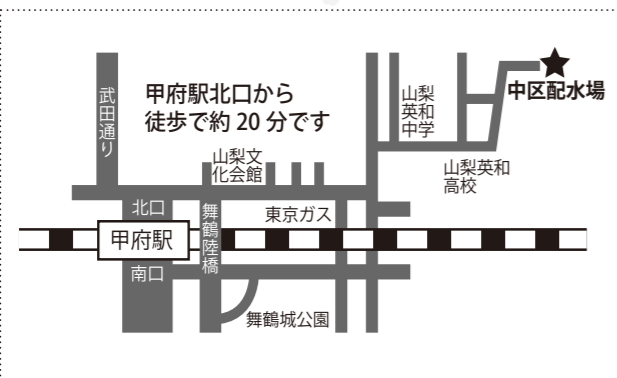 甲府駅北口から
徒歩で約 20 分です
武田通り
山梨
英和
中学
中区配水場
山梨文
化会館
山梨英和
高校
北口
舞鶴陸橋
東京ガス
甲府駅
南口
舞鶴城公園